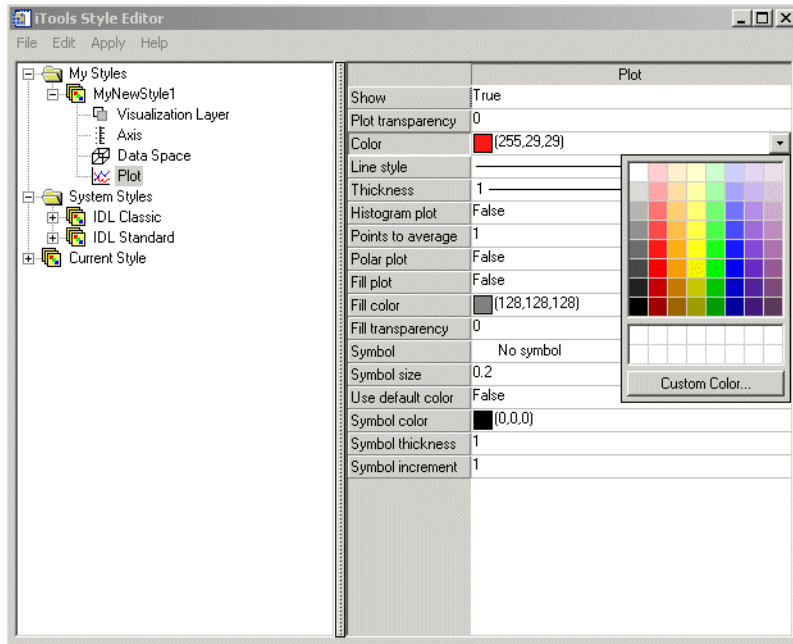 iTools Style Editor
File Edit Apply Help
My Styles
MyNewStyle1
Visualization Layer
Axis
Data Space
Plot
System Styles
IDL Classic
IDL Standard
Current Style
Plot
Show True
Plot transparency 0
Color (255,29,29)
Line style
Thickness 1
Histogram plot False
Points to average 1
Polar plot False
Fill plot False
Fill color (128,128,128)
Fill transparency 0
Symbol No symbol
Symbol size 0.2
Use default color False
Symbol color (0,0,0)
Symbol thickness 1
Symbol increment 1
Custom Color...